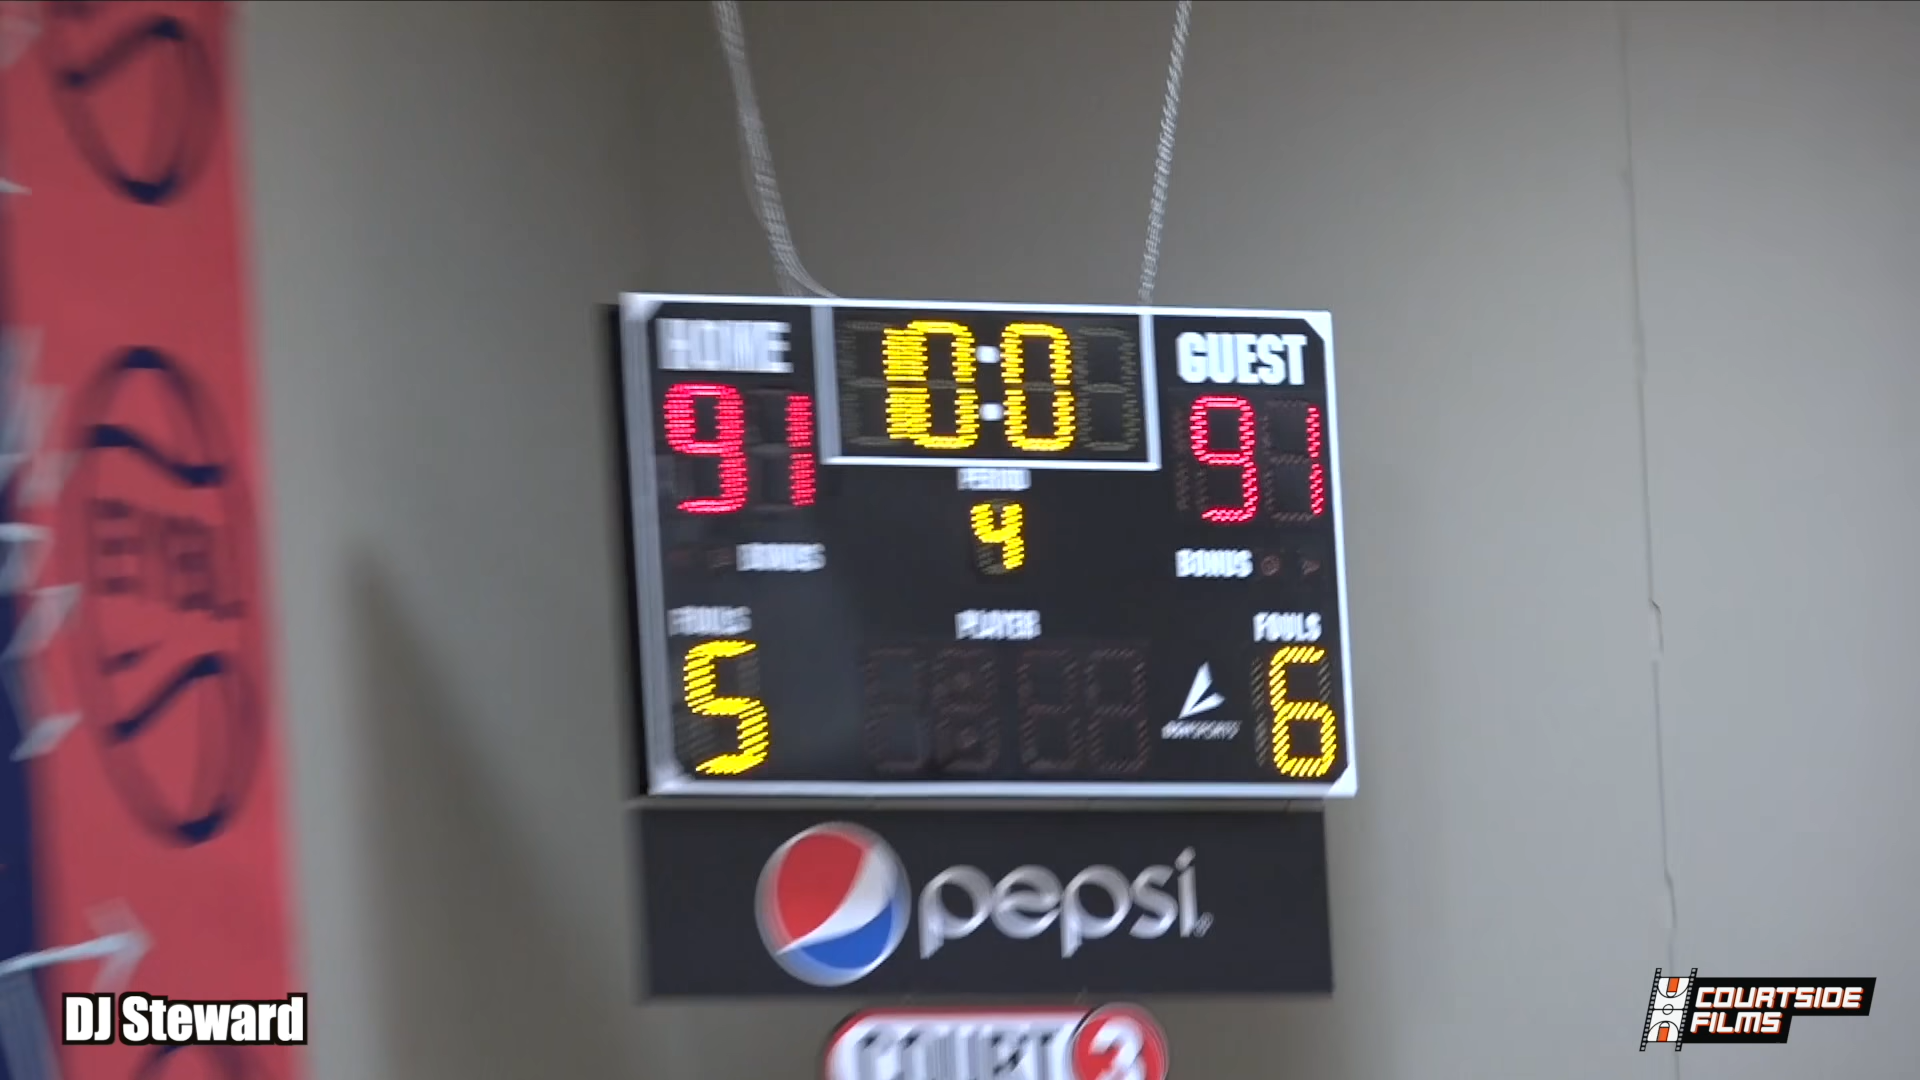 HOME
0:0
GUEST
91
91
PERIOD
4
BONUS
BONUS
FOULS
PLAYER
FOULS
5
6
pepsi
DJ Steward
COURTSIDE
FILMS
COURT 3